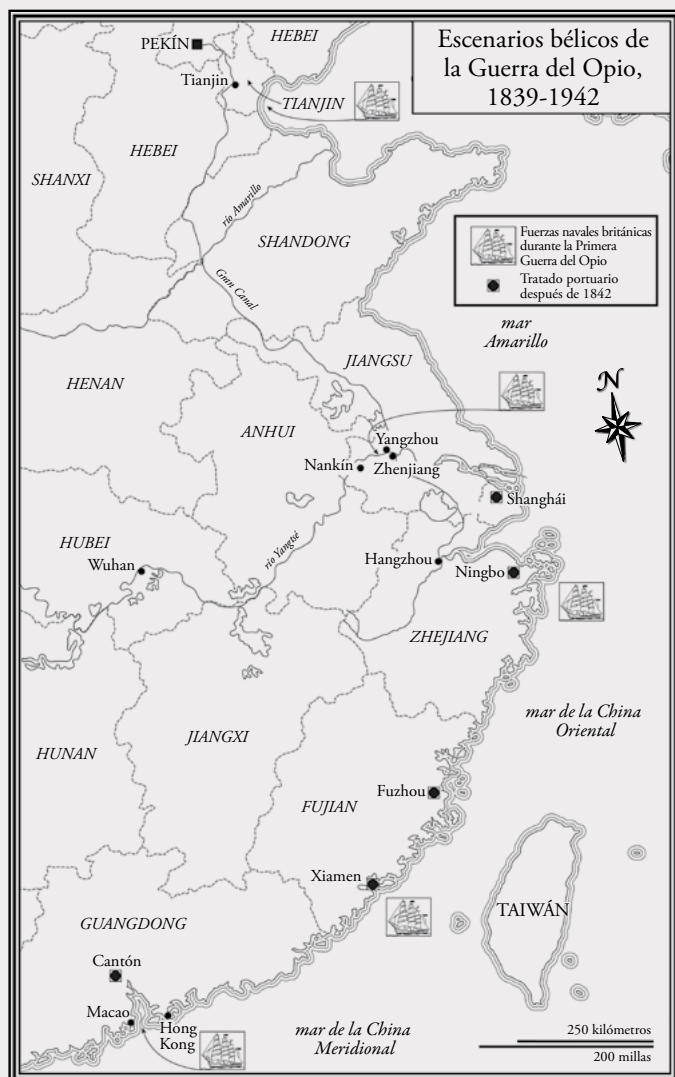 Escenarios bélicos de
la Guerra del Opio,
1839-1942
PEKÍN
HEBEI
Tianjin
TIANJIN
HEBEI
SHANXI
río Amarillo
SHANDONG
Fuerzas navales británicas
durante la Primera
Guerra del Opio
Tratado portuario
después de 1842
Gran Canal
mar
Amarillo
JIANGSU
HENAN
N
ANHUI
Yangzhou
Nankín
Zhenjiang
Shanghái
HUBEI
río Yangtsé
Wuhan
Hangzhou
Ningbo
ZHEJIANG
mar de la China
Oriental
HUNAN
JIANGXI
Fuzhou
FUJIAN
Xiamen
TAIWÁN
GUANGDONG
Cantón
Macao
Hong
Kong
mar de la China
Meridional
250 kilómetros
200 millas